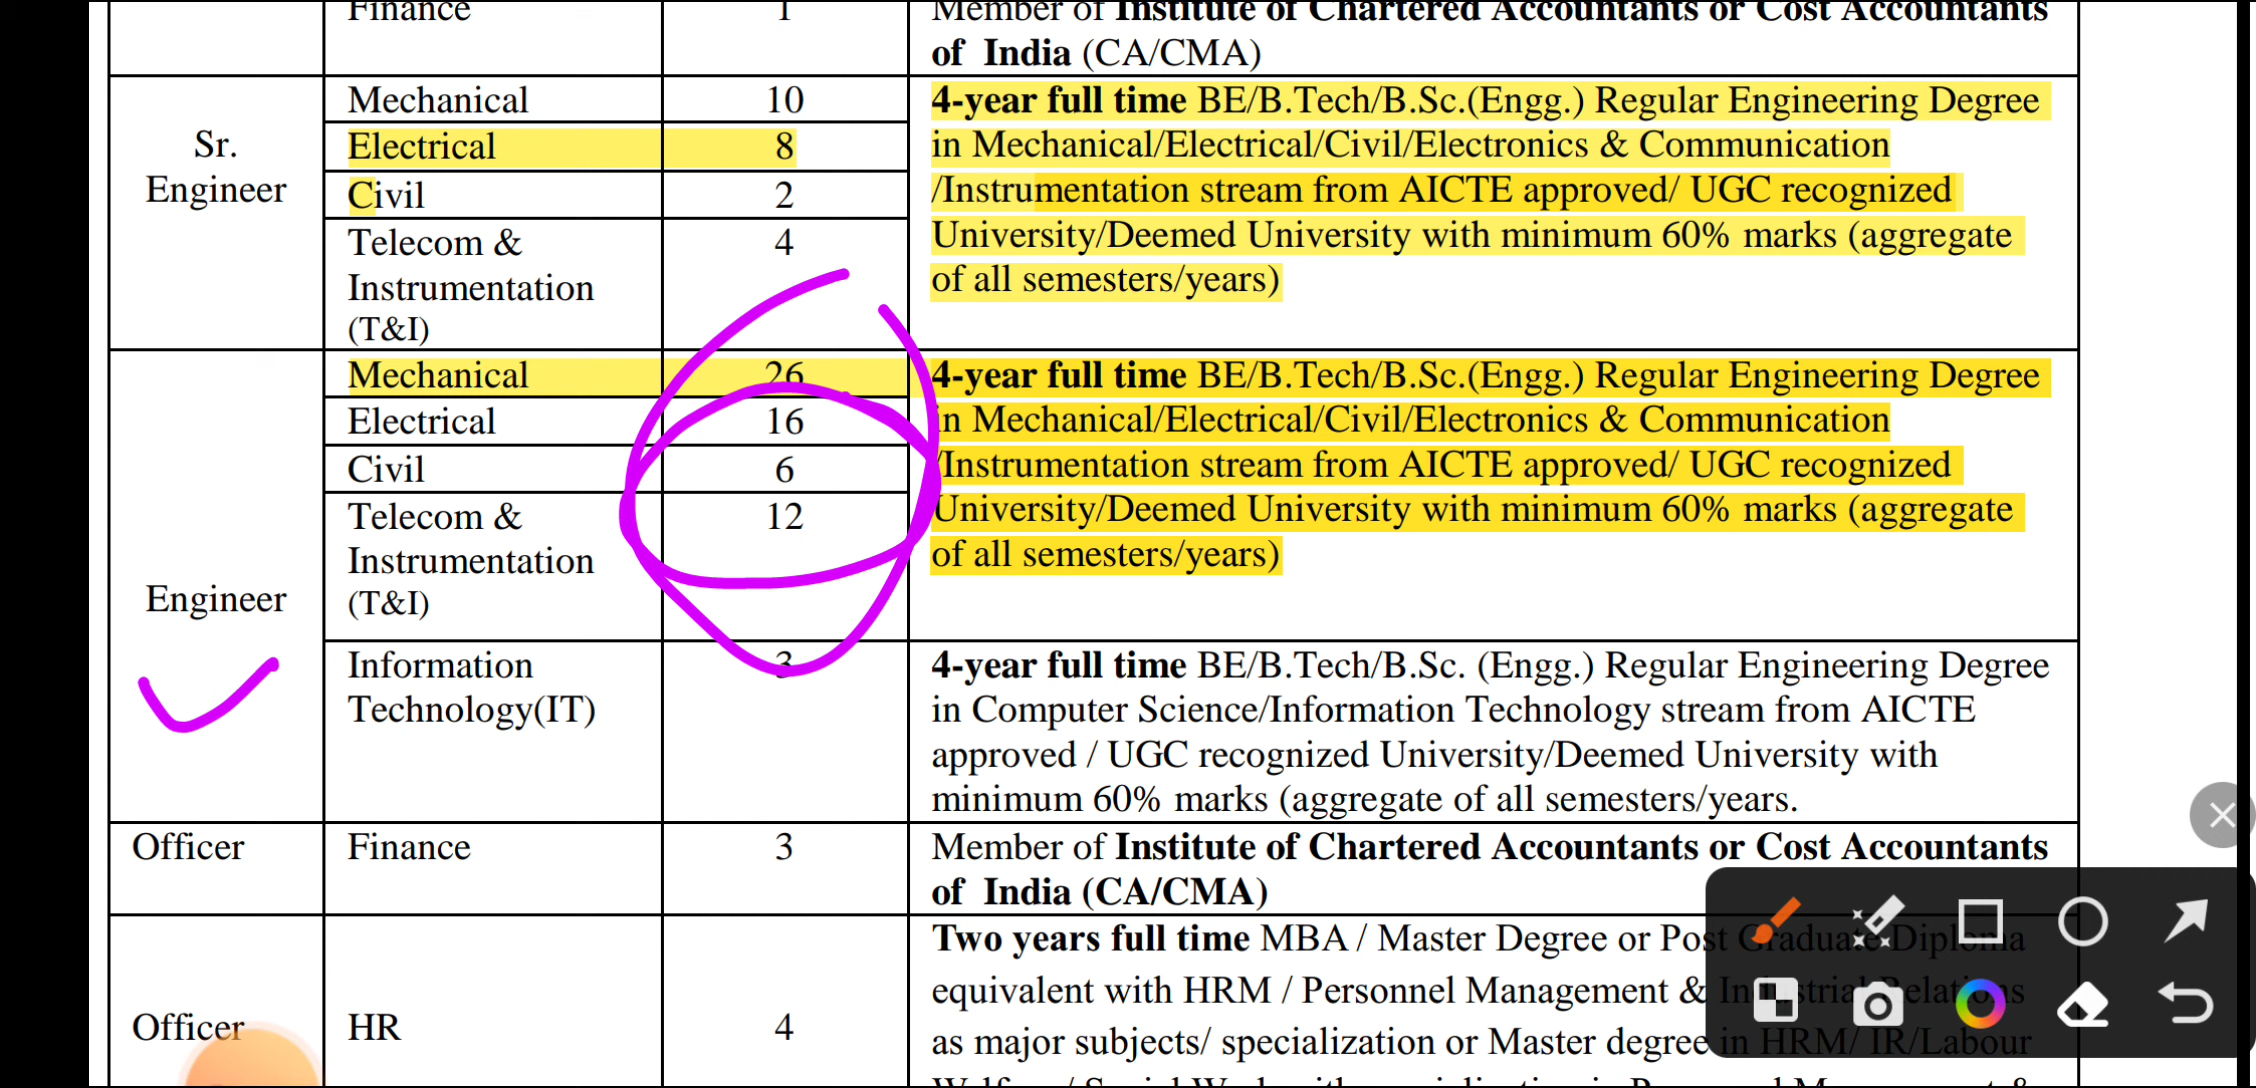 Finance 1 Member of Institute of Chartered Accountants or Cost Accountants
of India (CA/CMA)
Sr.
Engineer
Mechanical 10
Electrical 8
Civil 2
Telecom & 4
Instrumentation
(T&I)
4-year full time BE/B.Tech/B.Sc.(Engg.) Regular Engineering Degree
in Mechanical/Electrical/Civil/Electronics & Communication
/Instrumentation stream from AICTE approved/ UGC recognized
University/Deemed University with minimum 60% marks (aggregate
of all semesters/years)
Engineer
Mechanical 26
Electrical 16
Civil 6
Telecom & 12
Instrumentation
(T&I)
4-year full time BE/B.Tech/B.Sc.(Engg.) Regular Engineering Degree
in Mechanical/Electrical/Civil/Electronics & Communication
/Instrumentation stream from AICTE approved/ UGC recognized
University/Deemed University with minimum 60% marks (aggregate
of all semesters/years)
Information 3
Technology(IT)
4-year full time BE/B.Tech/B.Sc. (Engg.) Regular Engineering Degree
in Computer Science/Information Technology stream from AICTE
approved / UGC recognized University/Deemed University with
minimum 60% marks (aggregate of all semesters/years.
Officer Finance 3 Member of Institute of Chartered Accountants or Cost Accountants
of India (CA/CMA)
Officer HR 4
Two years full time MBA / Master Degree or Post Graduate Diploma
equivalent with HRM / Personnel Management & Industrial Relations
as major subjects/ specialization or Master degree in HRM/ IR/Labour